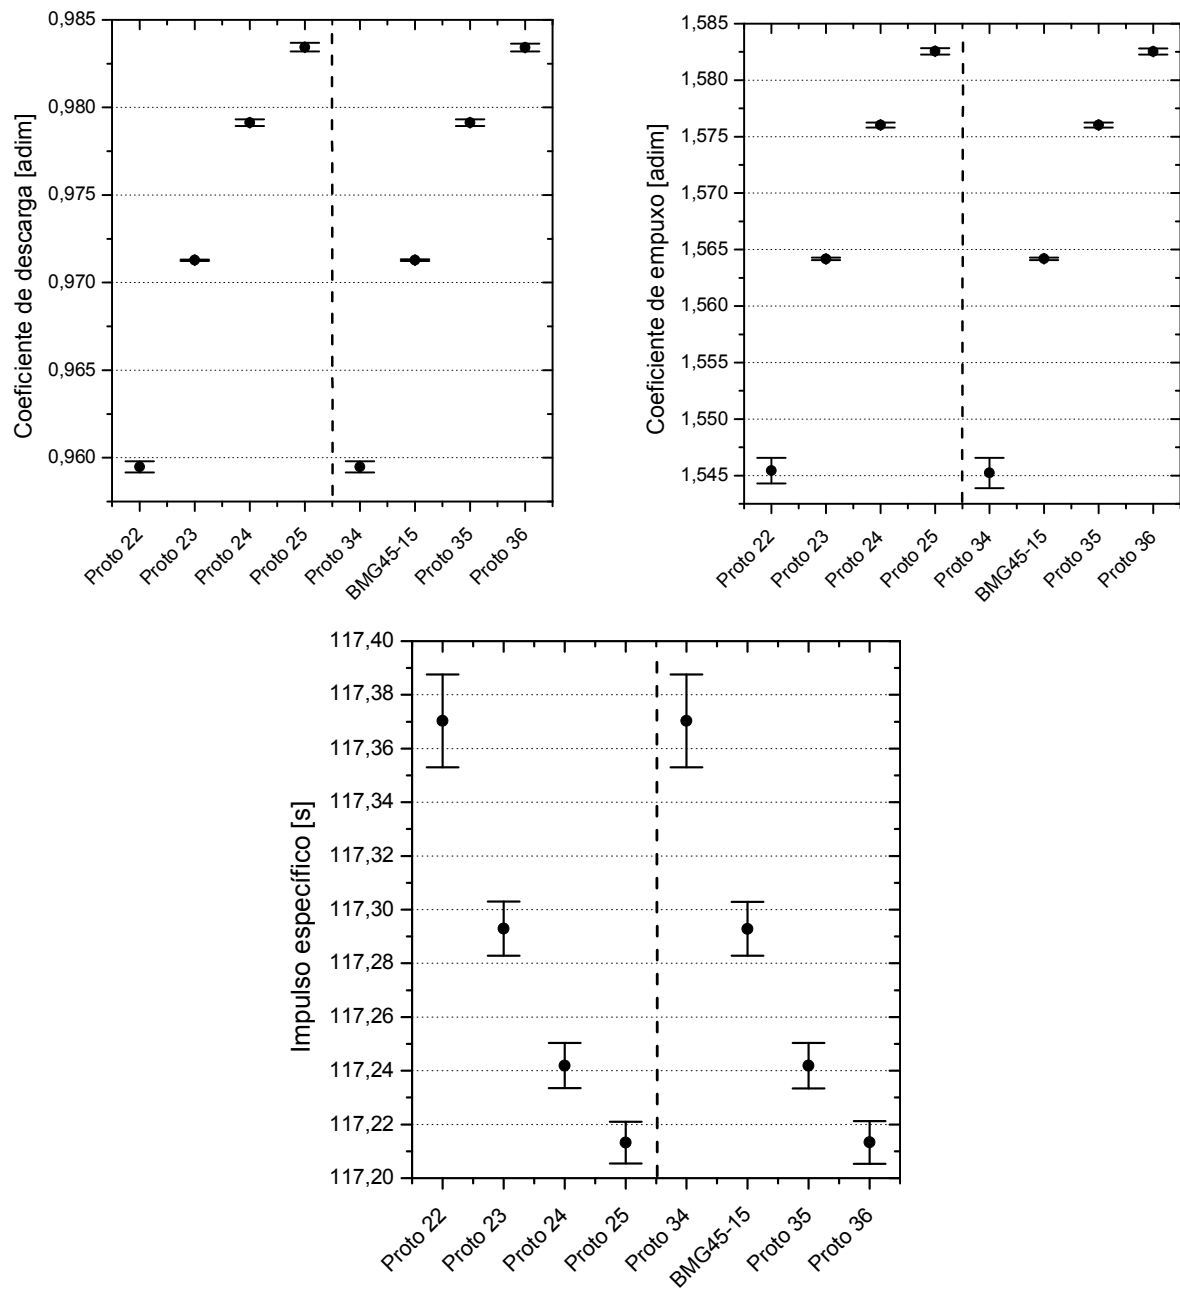 0,985
0,980
0,975
0,970
0,965
0,960
Coeficiente de descarga [adim]
Proto 22
Proto 23
Proto 24
Proto 25
Proto 34
BMG45-15
Proto 35
Proto 36
1,585
1,580
1,575
1,570
1,565
1,560
1,555
1,550
1,545
Coeficiente de empuxo [adim]
Proto 22
Proto 23
Proto 24
Proto 25
Proto 34
BMG45-15
Proto 35
Proto 36
117,40
117,38
117,36
117,34
117,32
117,30
117,28
117,26
117,24
117,22
117,20
Impulso específico [s]
Proto 22
Proto 23
Proto 24
Proto 25
Proto 34
BMG45-15
Proto 35
Proto 36